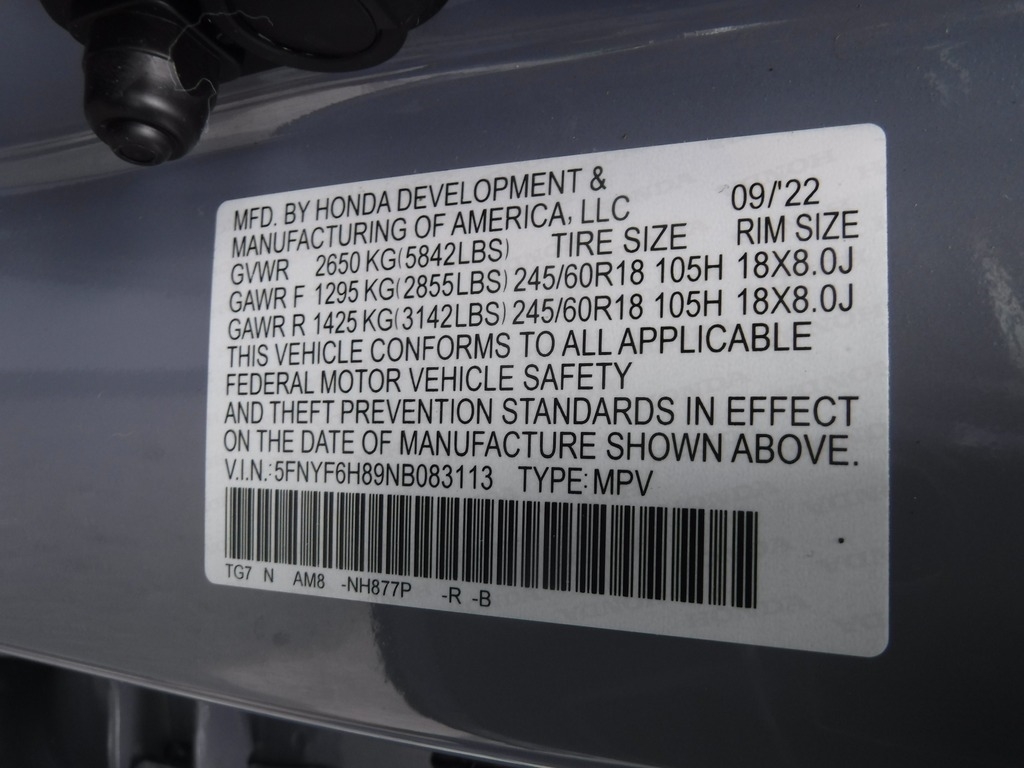 MFD. BY HONDA DEVELOPMENT &
MANUFACTURING OF AMERICA, LLC 09/'22
GVWR 2650 KG(5842LBS) TIRE SIZE RIM SIZE
GAWR F 1295 KG(2855LBS) 245/60R18 105H 18X8.0J
GAWR R 1425 KG(3142LBS) 245/60R18 105H 18X8.0J
THIS VEHICLE CONFORMS TO ALL APPLICABLE
FEDERAL MOTOR VEHICLE SAFETY
AND THEFT PREVENTION STANDARDS IN EFFECT
ON THE DATE OF MANUFACTURE SHOWN ABOVE.
V.I.N.: 5FNYF6H89NB083113 TYPE: MPV
TG7 N AM8 -NH877P -R -B